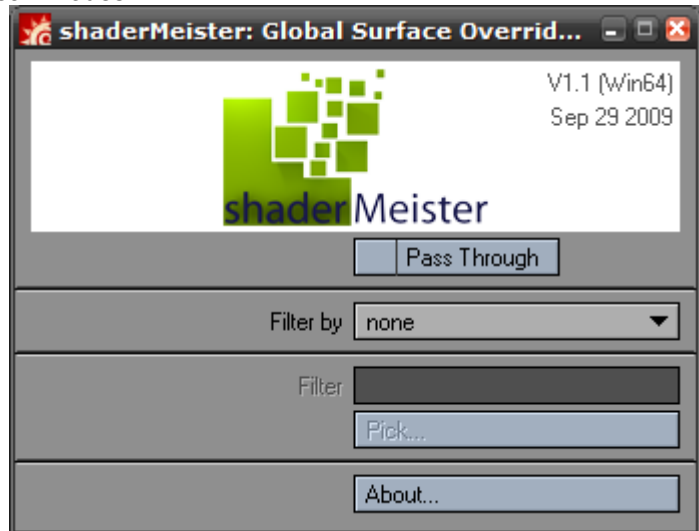 shaderMeister: Global Surface Overrid...
V1.1 (Win64)
Sep 29 2009
shaderMeister
Pass Through
Filter by none
Filter
Pick...
About...